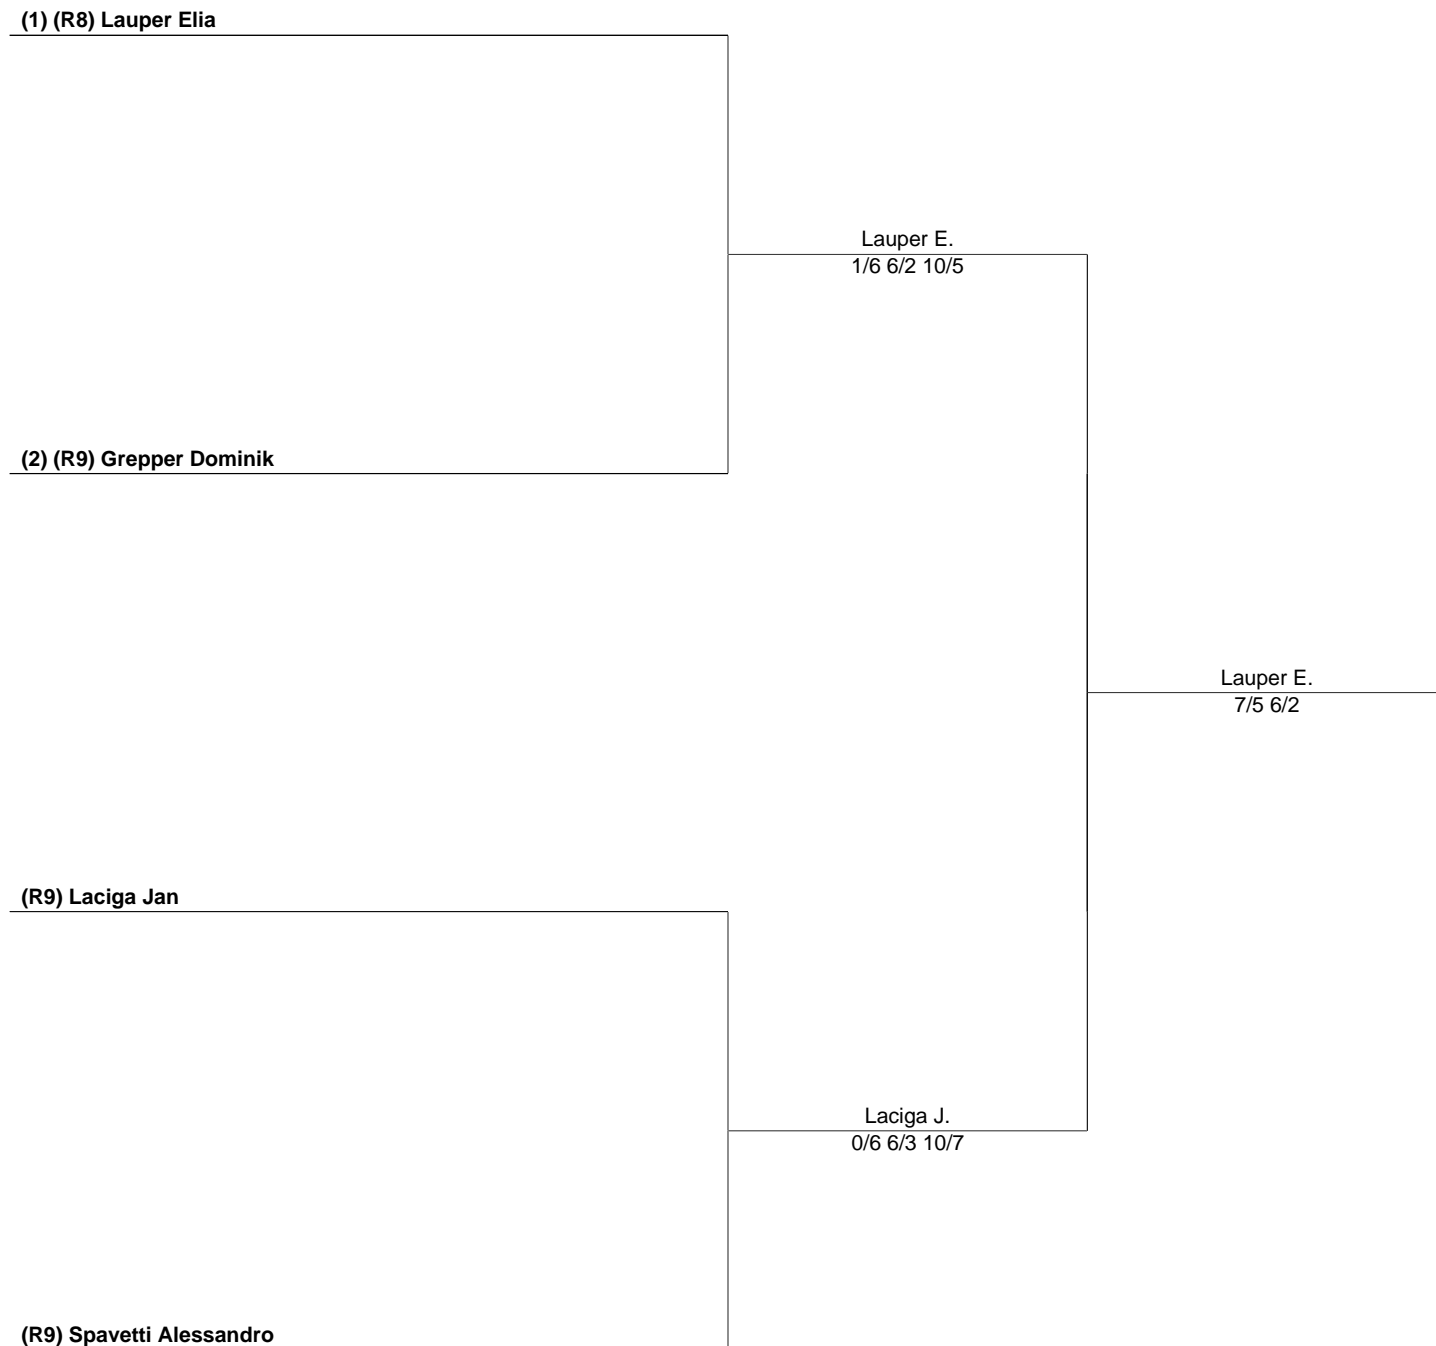 (1) (R8) Lauper Elia
Lauper E.
1/6 6/2 10/5
(2) (R9) Grepper Dominik
Lauper E.
7/5 6/2
(R9) Laciga Jan
Laciga J.
0/6 6/3 10/7
(R9) Spavetti Alessandro